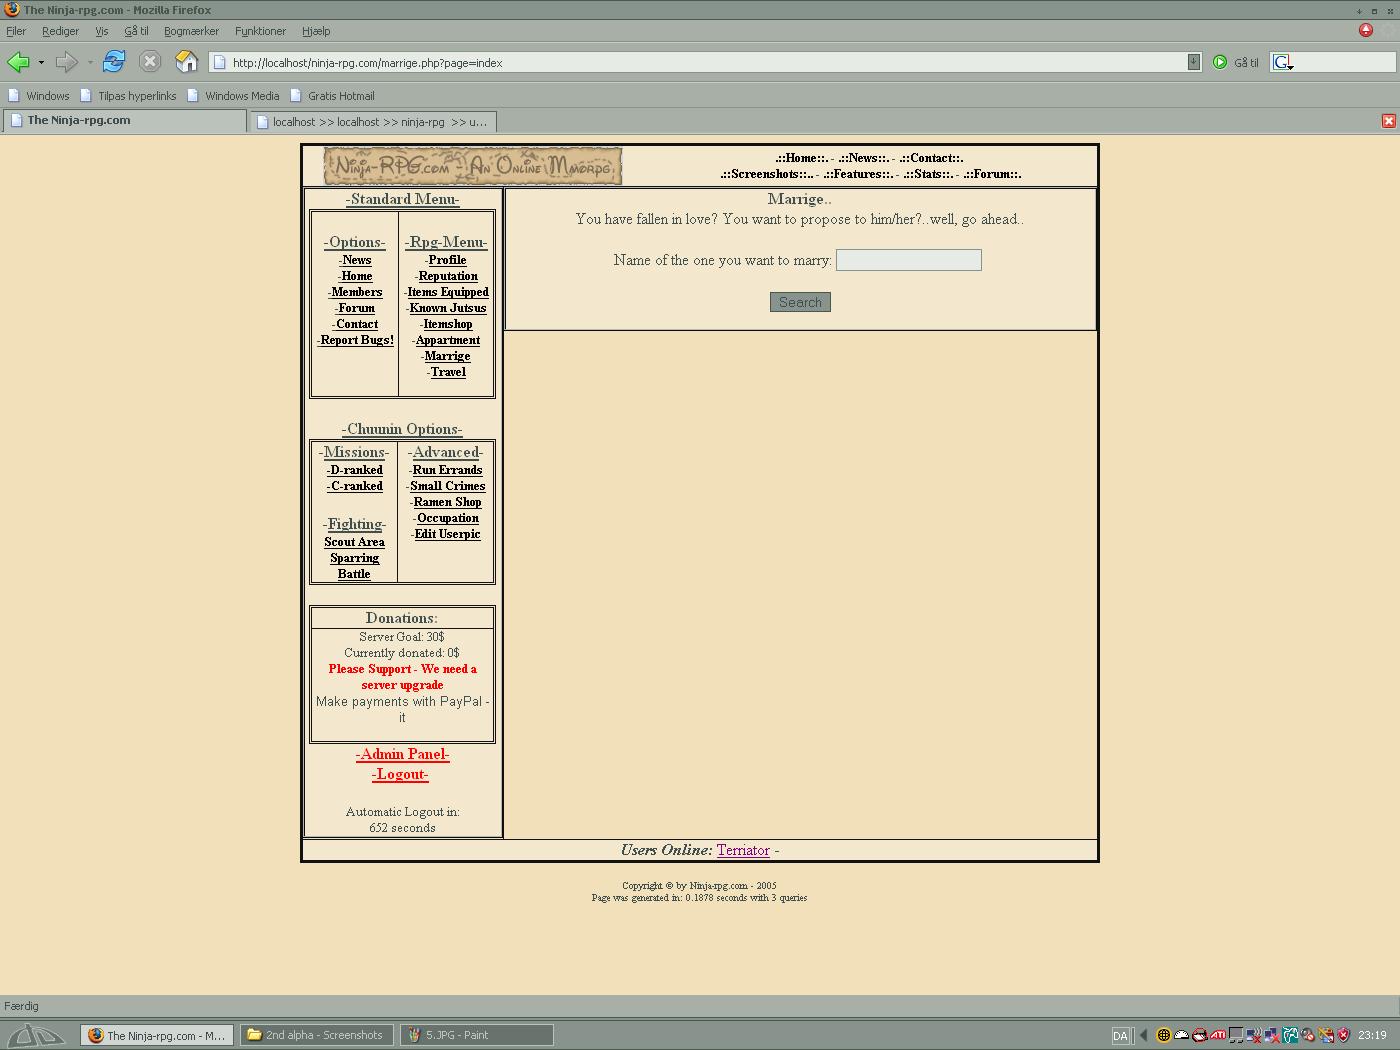 The Ninja-rpg.com - Mozilla Firefox
Filer Rediger Vis Gå til Bogmærker Funktioner Hjælp
http://localhost/ninja-rpg.com/marrige.php?page=index
Gå til
G
Windows Tilpas hyperlinks Windows Media Gratis Hotmail
The Ninja-rpg.com
localhost >> localhost >> ninja-rpg >> u...
Ninja-RPG.com - An Online Mmorpg.
.::Home::. - .::News::. - .::Contact::.
.::Screenshots::.. - .::Features::. - .::Stats::. - .::Forum::.
-Standard Menu-
-Options-
-News
-Home
-Members
-Forum
-Contact
-Report Bugs!
-Rpg-Menu-
-Profile
-Reputation
-Items Equipped
-Known Jutsus
-Itemshop
-Appartment
-Marrige
-Travel
-Chuunin Options-
-Missions-
-D-ranked
-C-ranked
-Fighting-
Scout Area
Sparring
Battle
-Advanced-
-Run Errands
-Small Crimes
-Ramen Shop
-Occupation
-Edit Userpic
Donations:
Server Goal: 30$
Currently donated: 0$
Please Support - We need a
server upgrade
Make payments with PayPal -
it
-Admin Panel-
-Logout-
Automatic Logout in:
652 seconds
Marrige..
You have fallen in love? You want to propose to him/her?..well, go ahead..
Name of the one you want to marry:
Search
Users Online: Terriator -
Copyright © by Ninja-rpg.com - 2005
Page was generated in: 0.1878 seconds with 3 queries
Færdig
The Ninja-rpg.com - M...
2nd alpha - Screenshots
5.JPG - Paint
DA
ATI
23:19